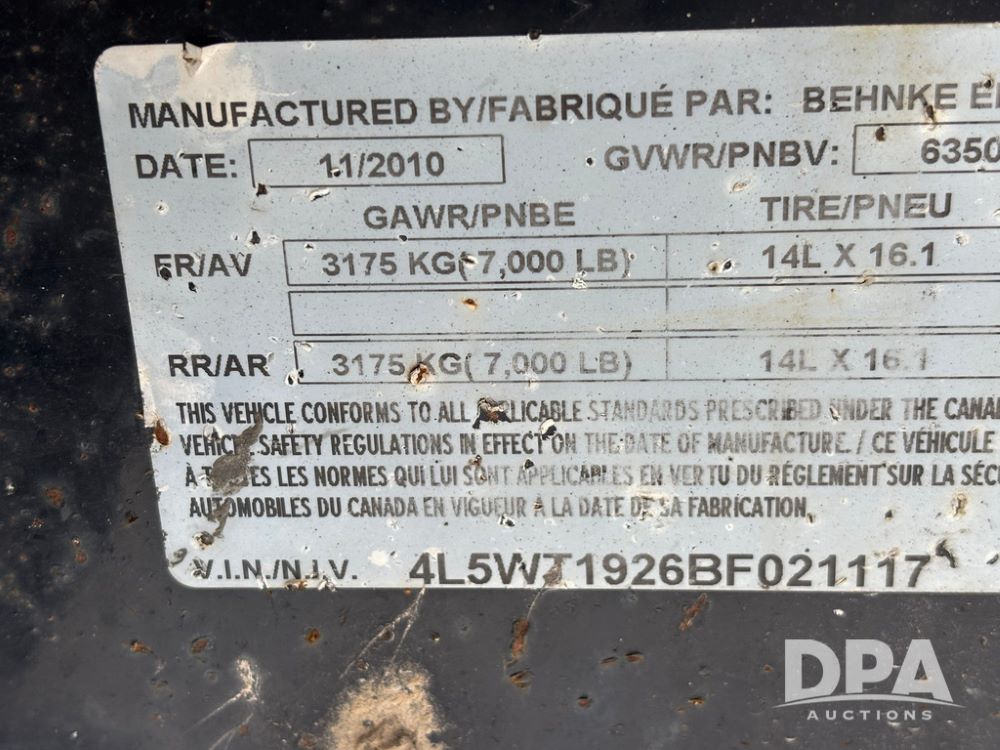 MANUFACTURED BY/FABRIQUÉ PAR: BEHNKE
DATE: 11/2010 GVWR/PNBV: 6350
GAWR/PNBE TIRE/PNEU
FR/AV 3175 KG( 7,000 LB) 14L X 16.1
RR/AR 3175 KG( 7,000 LB) 14L X 16.1
THIS VEHICLE CONFORMS TO ALL APPLICABLE STANDARDS PRESCRIBED UNDER THE CANA
VEHICLE SAFETY REGULATIONS IN EFFECT ON THE DATE OF MANUFACTURE. / CE VÉHICULE
À TOUTES LES NORMES QUI LUI SONT APPLICABLES EN VERTU DU RÉGLEMENT SUR LA SÉC
AUTOMOBILES DU CANADA EN VIGUEUR À LA DATE DE SA FABRICATION.
V.I.N./N.I.V. 4L5WT1926BF021117
DPA
AUCTIONS